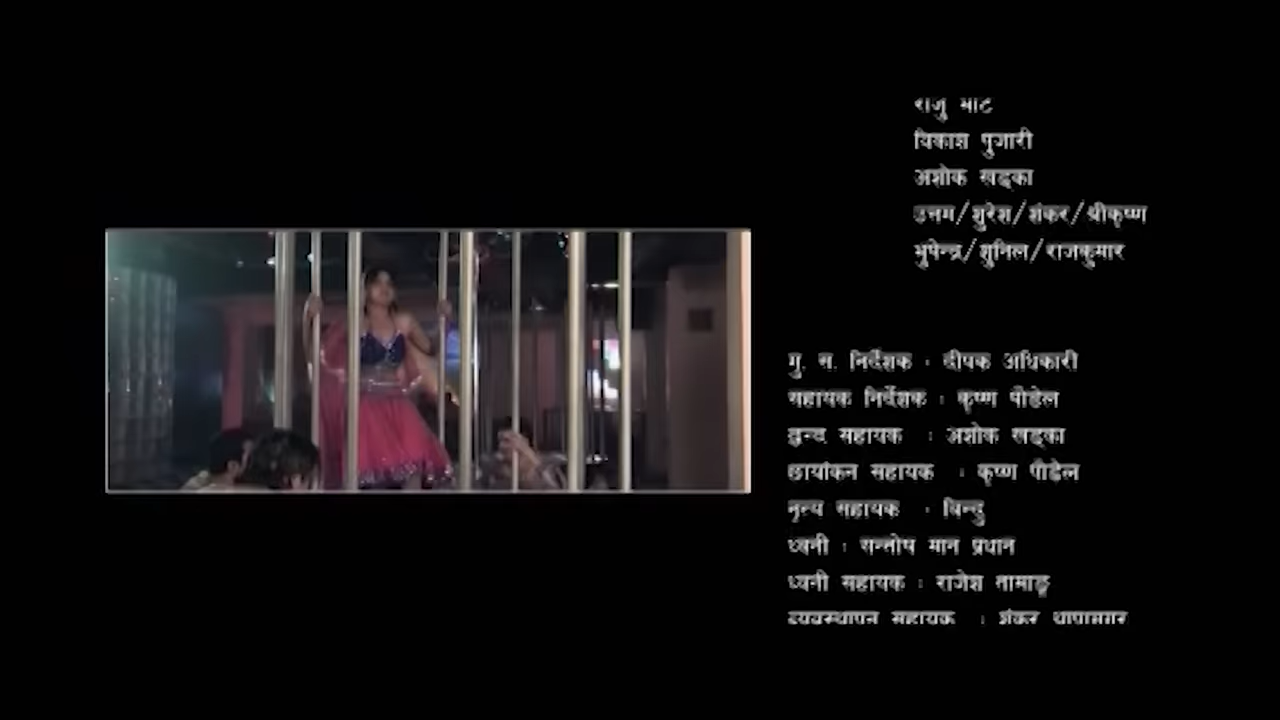 राजु भाट
विकाश पुजारी
अशोक खड्का
उत्तम/शुरेश/शंकर/श्रीकृष्ण
भुपेन्द्र/शुनिल/राजकुमार
मु. स. निर्देशक : दीपक अधिकारी
सहायक निर्देशक : कृष्ण पौडेल
द्वन्द सहायक : अशोक खड्का
छायांकन सहायक : कृष्ण पौडेल
नृत्य सहायक : बिन्दु
ध्वनी : सन्तोष मान प्रधान
ध्वनी सहायक : राजेश तामाङ्ग
व्यवस्थापन सहायक : शंकर थापामगर